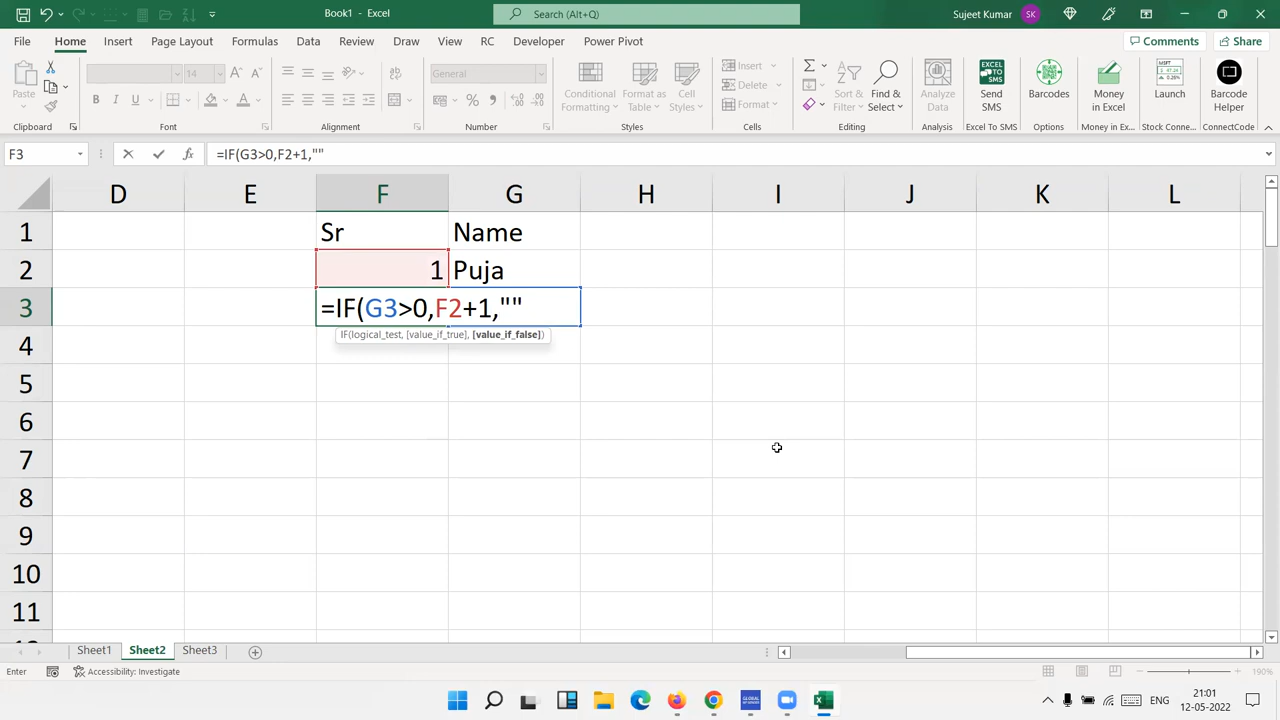 Book1 - Excel
Search (Alt+Q)
Sujeet Kumar
SK
File
Home
Insert
Page Layout
Formulas
Data
Review
Draw
View
RC
Developer
Power Pivot
Comments
Share
Paste
14
General
Conditional Formatting
Format as Table
Cell Styles
Insert
Delete
Format
Sort & Filter
Find & Select
Analyze Data
Send SMS
Barcodes
Money in Excel
Launch
Barcode Helper
Clipboard
Font
Alignment
Number
Styles
Cells
Editing
Analysis
Excel To SMS
Options
Money in Ex...
Stock Conne...
ConnectCode
F3
=IF(G3>0,F2+1,""
D E F G H I J K L
1 Sr Name
2 1 Puja
3 =IF(G3>0,F2+1,""
IF(logical_test, [value_if_true], [value_if_false])
4
5
6
7
8
9
10
11
Sheet1
Sheet2
Sheet3
Enter
Accessibility: Investigate
190%
ENG
21:01
12-05-2022